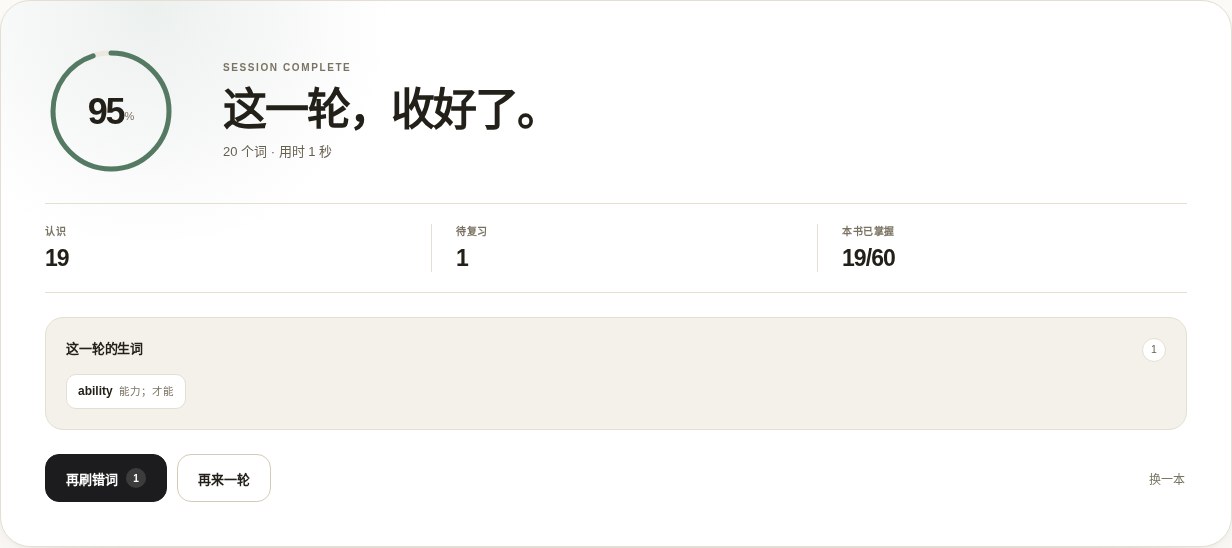 95%
SESSION COMPLETE
这一轮，收好了。
20 个词 · 用时 1 秒
认识
19
待复习
1
本书已掌握
19/60
这一轮的生词
1
ability 能力；才能
再刷错词 1
再来一轮
换一本